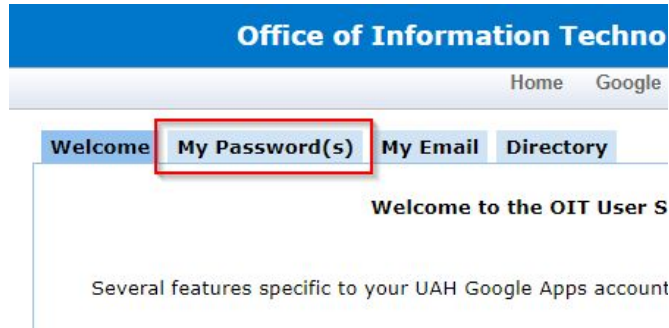 Office of Information Techno
Home Google
Welcome My Password(s) My Email Directory
Welcome to the OIT User S
Several features specific to your UAH Google Apps account